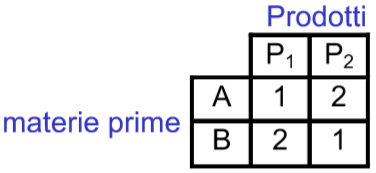 Prodotti
P₁ P₂
A 1 2
materie prime
B 2 1